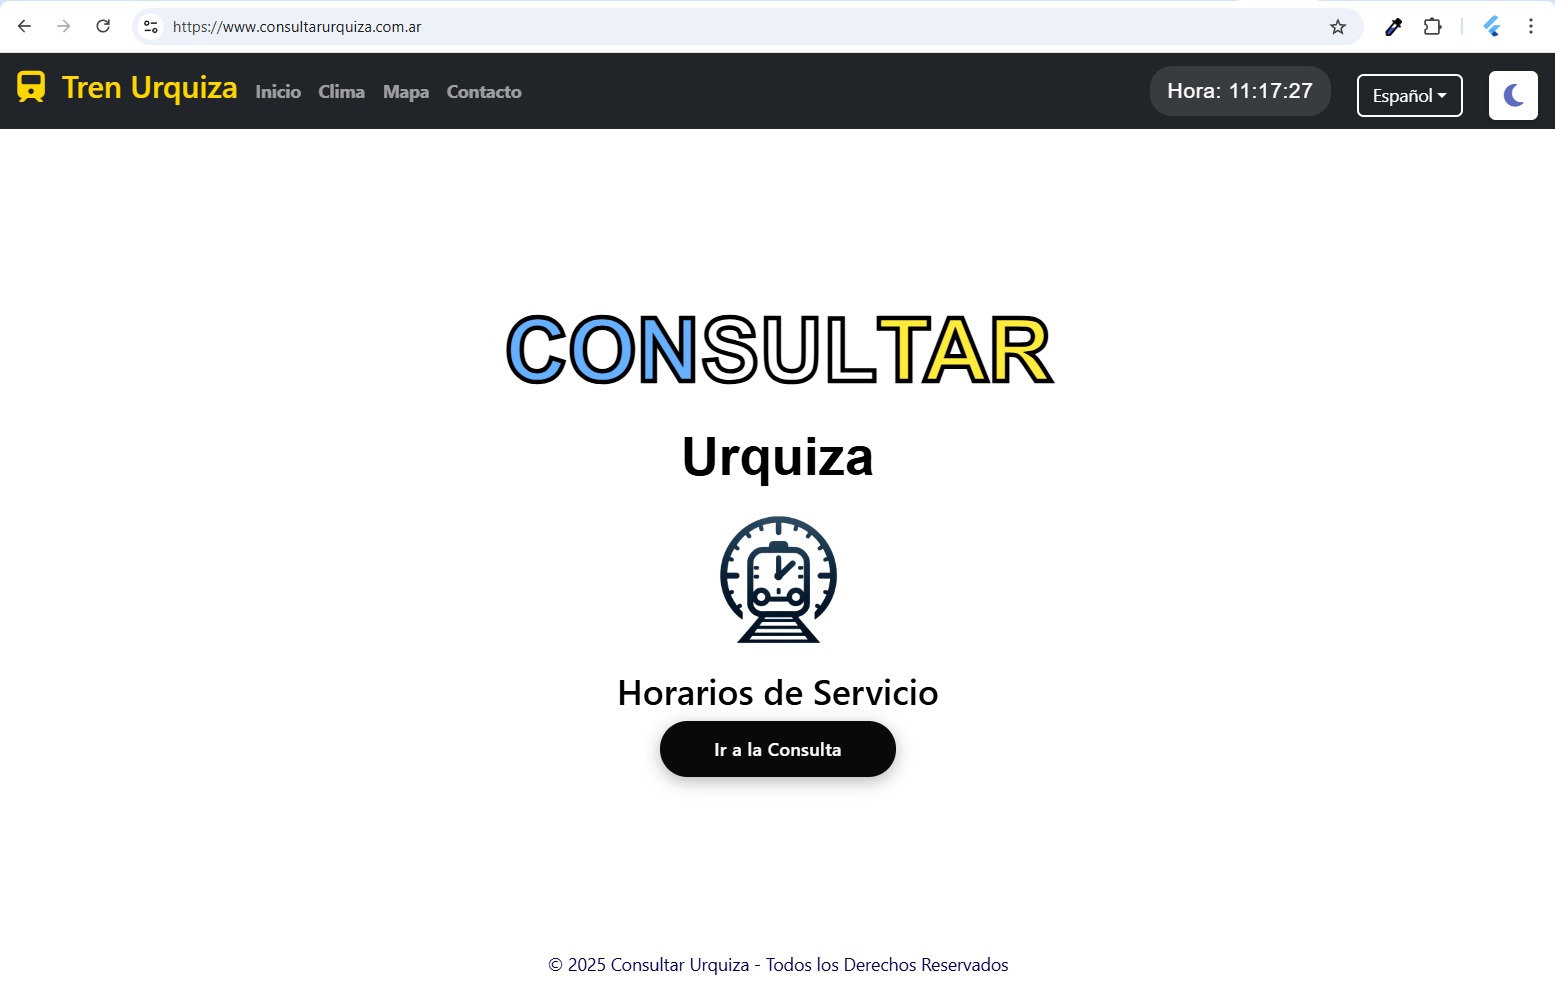 https://www.consultarurquiza.com.ar
Tren Urquiza Inicio Clima Mapa Contacto Hora: 11:17:27 Español
CONSULTAR
Urquiza
Horarios de Servicio
Ir a la Consulta
© 2025 Consultar Urquiza - Todos los Derechos Reservados